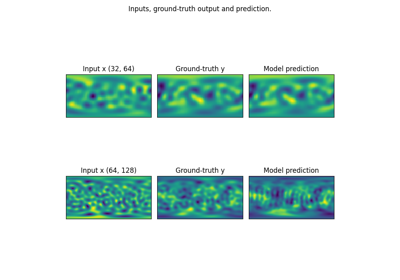 Inputs, ground-truth output and prediction.
Input x (32, 64) Ground-truth y Model prediction
Input x (64, 128) Ground-truth y Model prediction